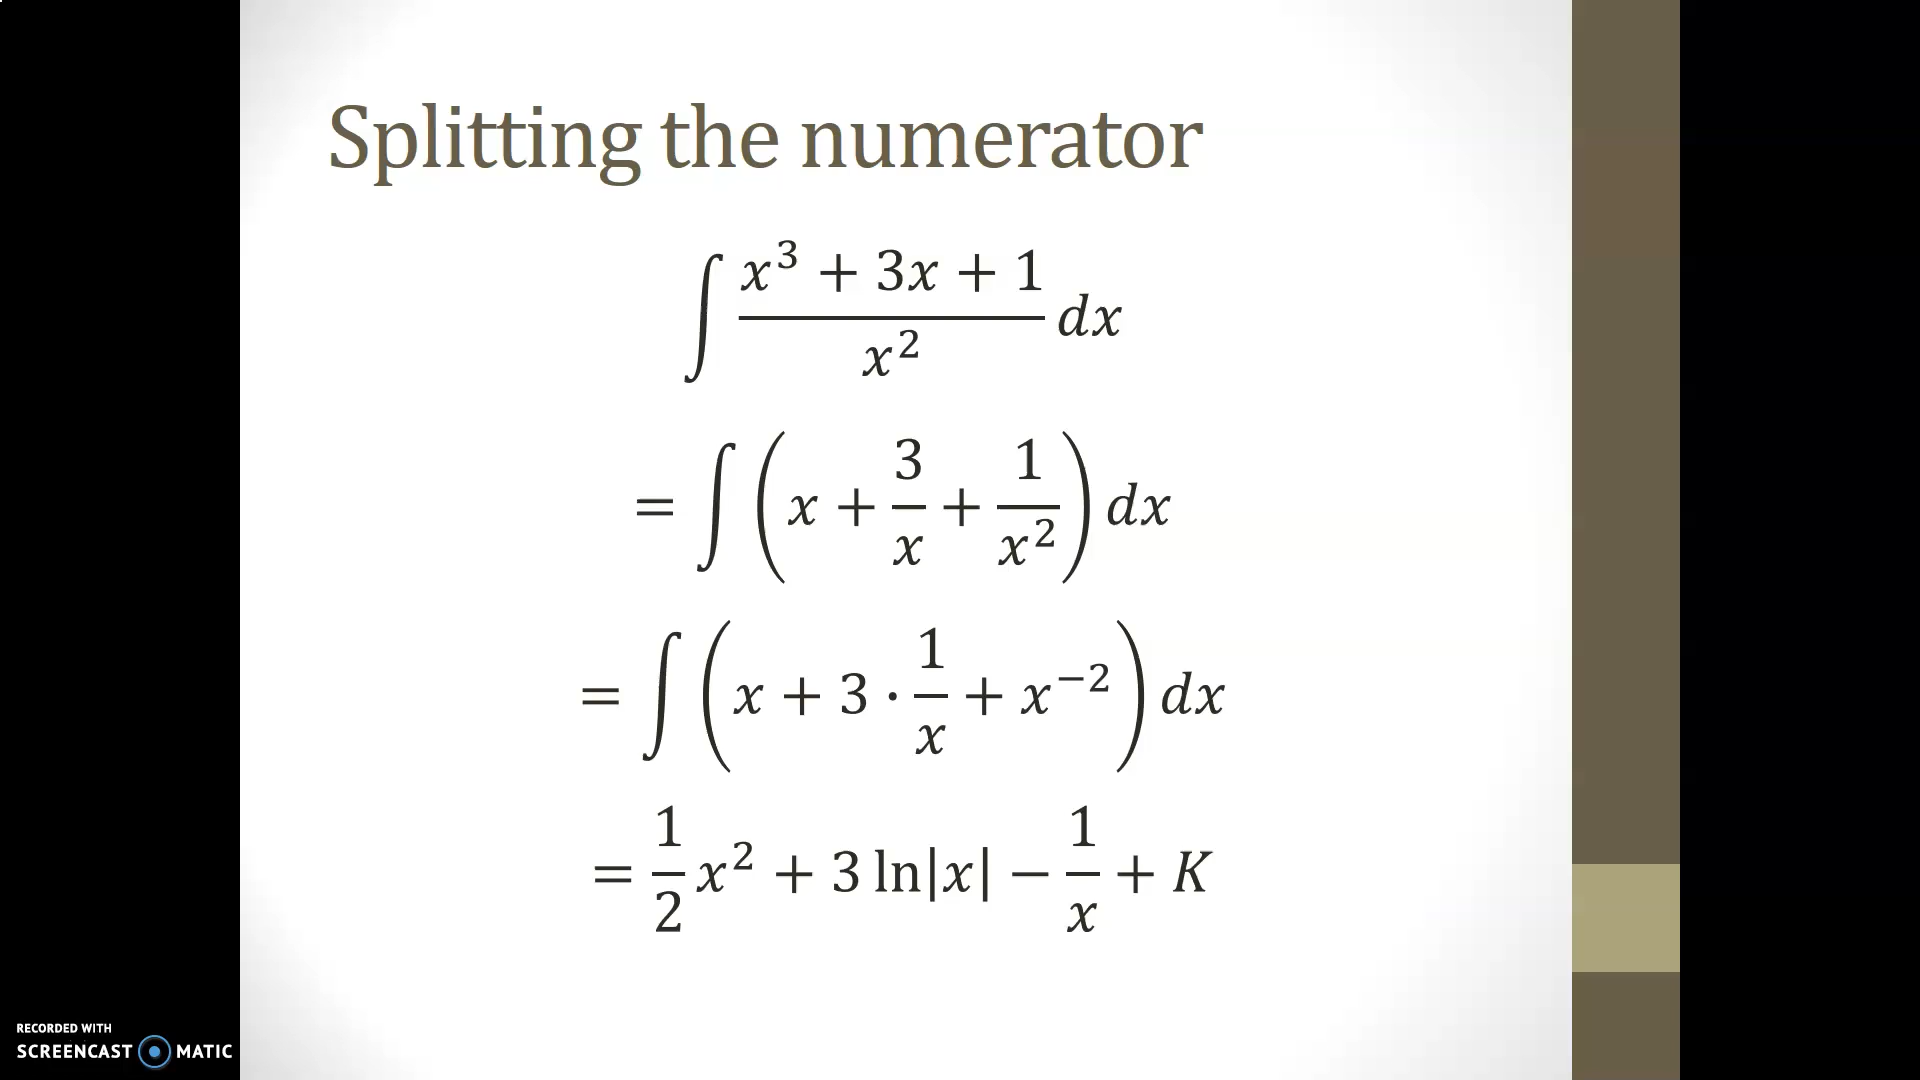 Splitting the numerator
∫ (x³ + 3x + 1)/x² dx
= ∫ (x + 3/x + 1/x²) dx
= ∫ (x + 3 · 1/x + x⁻²) dx
= 1/2 x² + 3 ln|x| − 1/x + K
RECORDED WITH
SCREENCAST MATIC